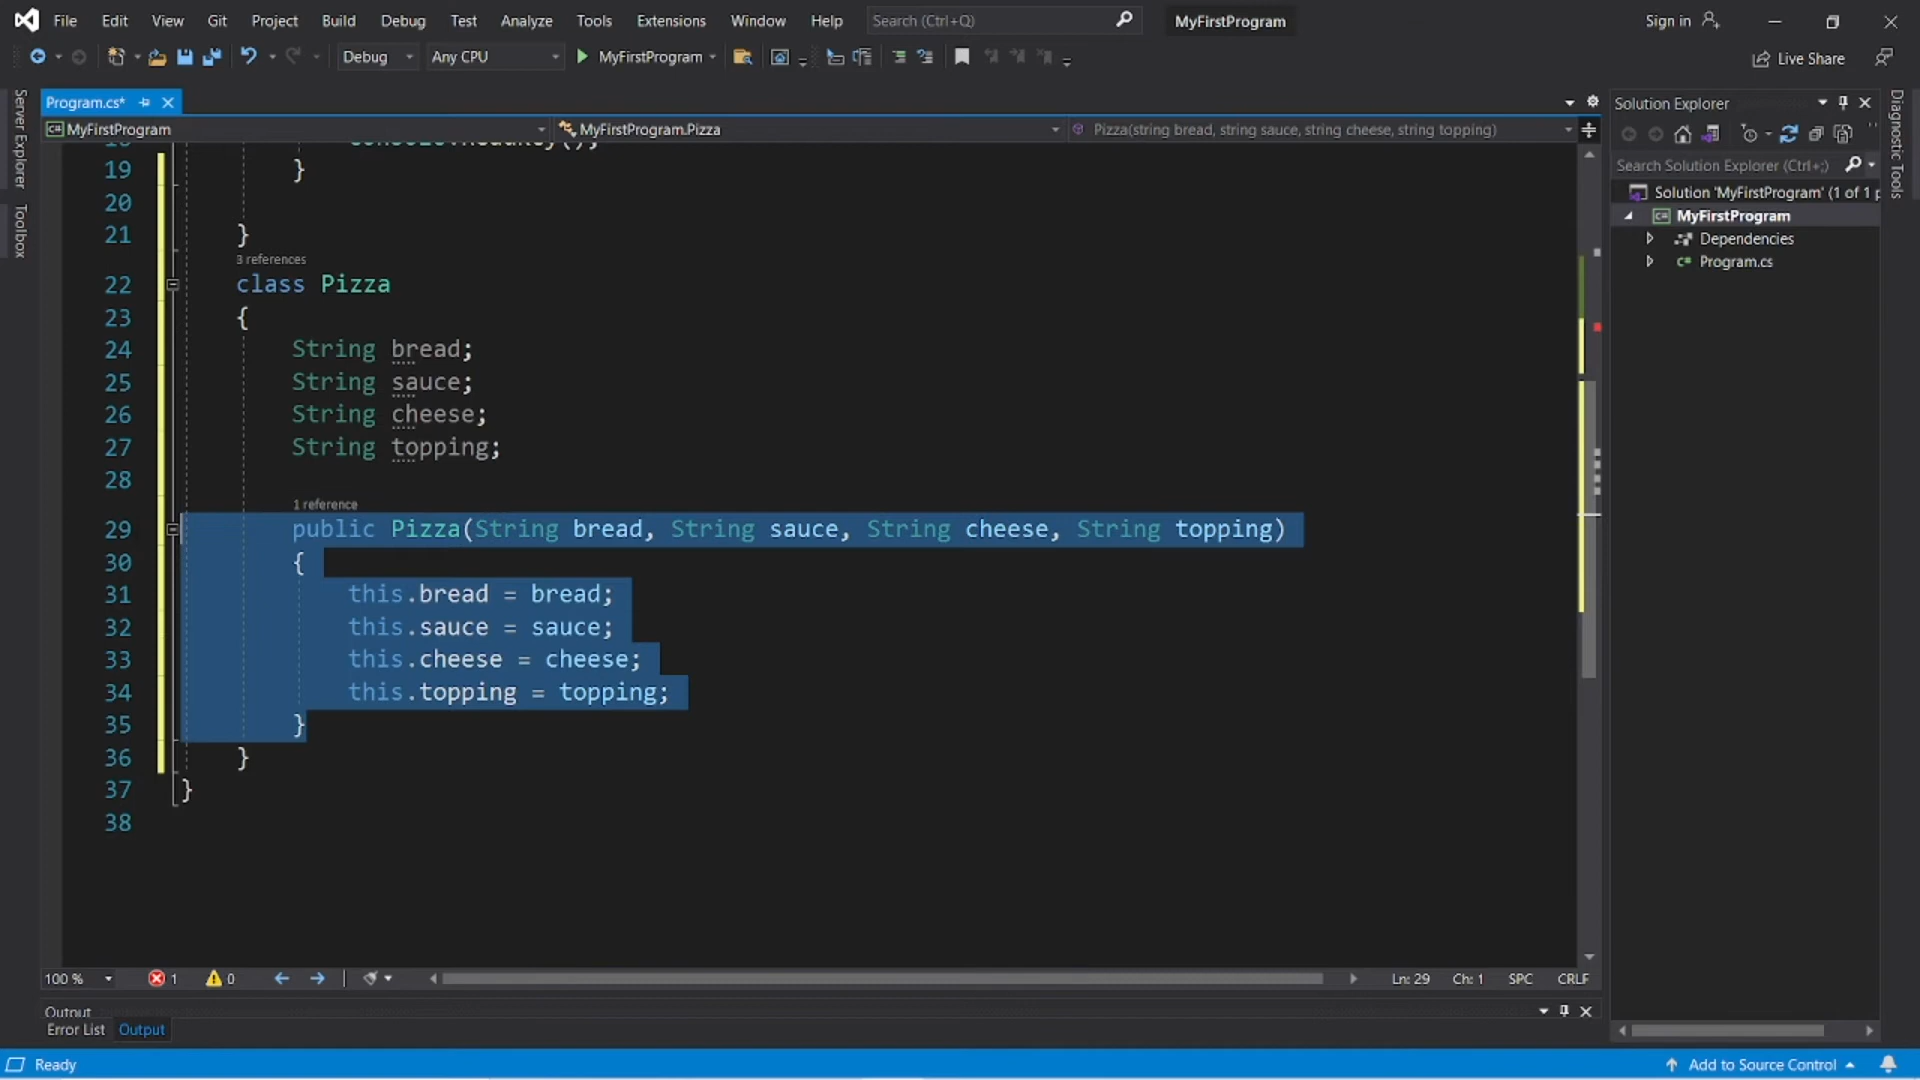 File Edit View Git Project Build Debug Test Analyze Tools Extensions Window Help Search (Ctrl+Q) MyFirstProgram Sign in
Debug Any CPU MyFirstProgram Live Share
Server Explorer
Toolbox
Program.cs*
MyFirstProgram MyFirstProgram.Pizza Pizza(string bread, string sauce, string cheese, string topping)
19 }
20
21 }
3 references
22 class Pizza
23 {
24 String bread;
25 String sauce;
26 String cheese;
27 String topping;
28
1 reference
29 public Pizza(String bread, String sauce, String cheese, String topping)
30 {
31 this.bread = bread;
32 this.sauce = sauce;
33 this.cheese = cheese;
34 this.topping = topping;
35 }
36 }
37 }
38
100 % 1 0 Ln: 29 Ch: 1 SPC CRLF
Output
Error List Output
Ready Add to Source Control
Solution Explorer
Search Solution Explorer (Ctrl+;)
Solution 'MyFirstProgram' (1 of 1 p
MyFirstProgram
Dependencies
C# Program.cs
Diagnostic Tools